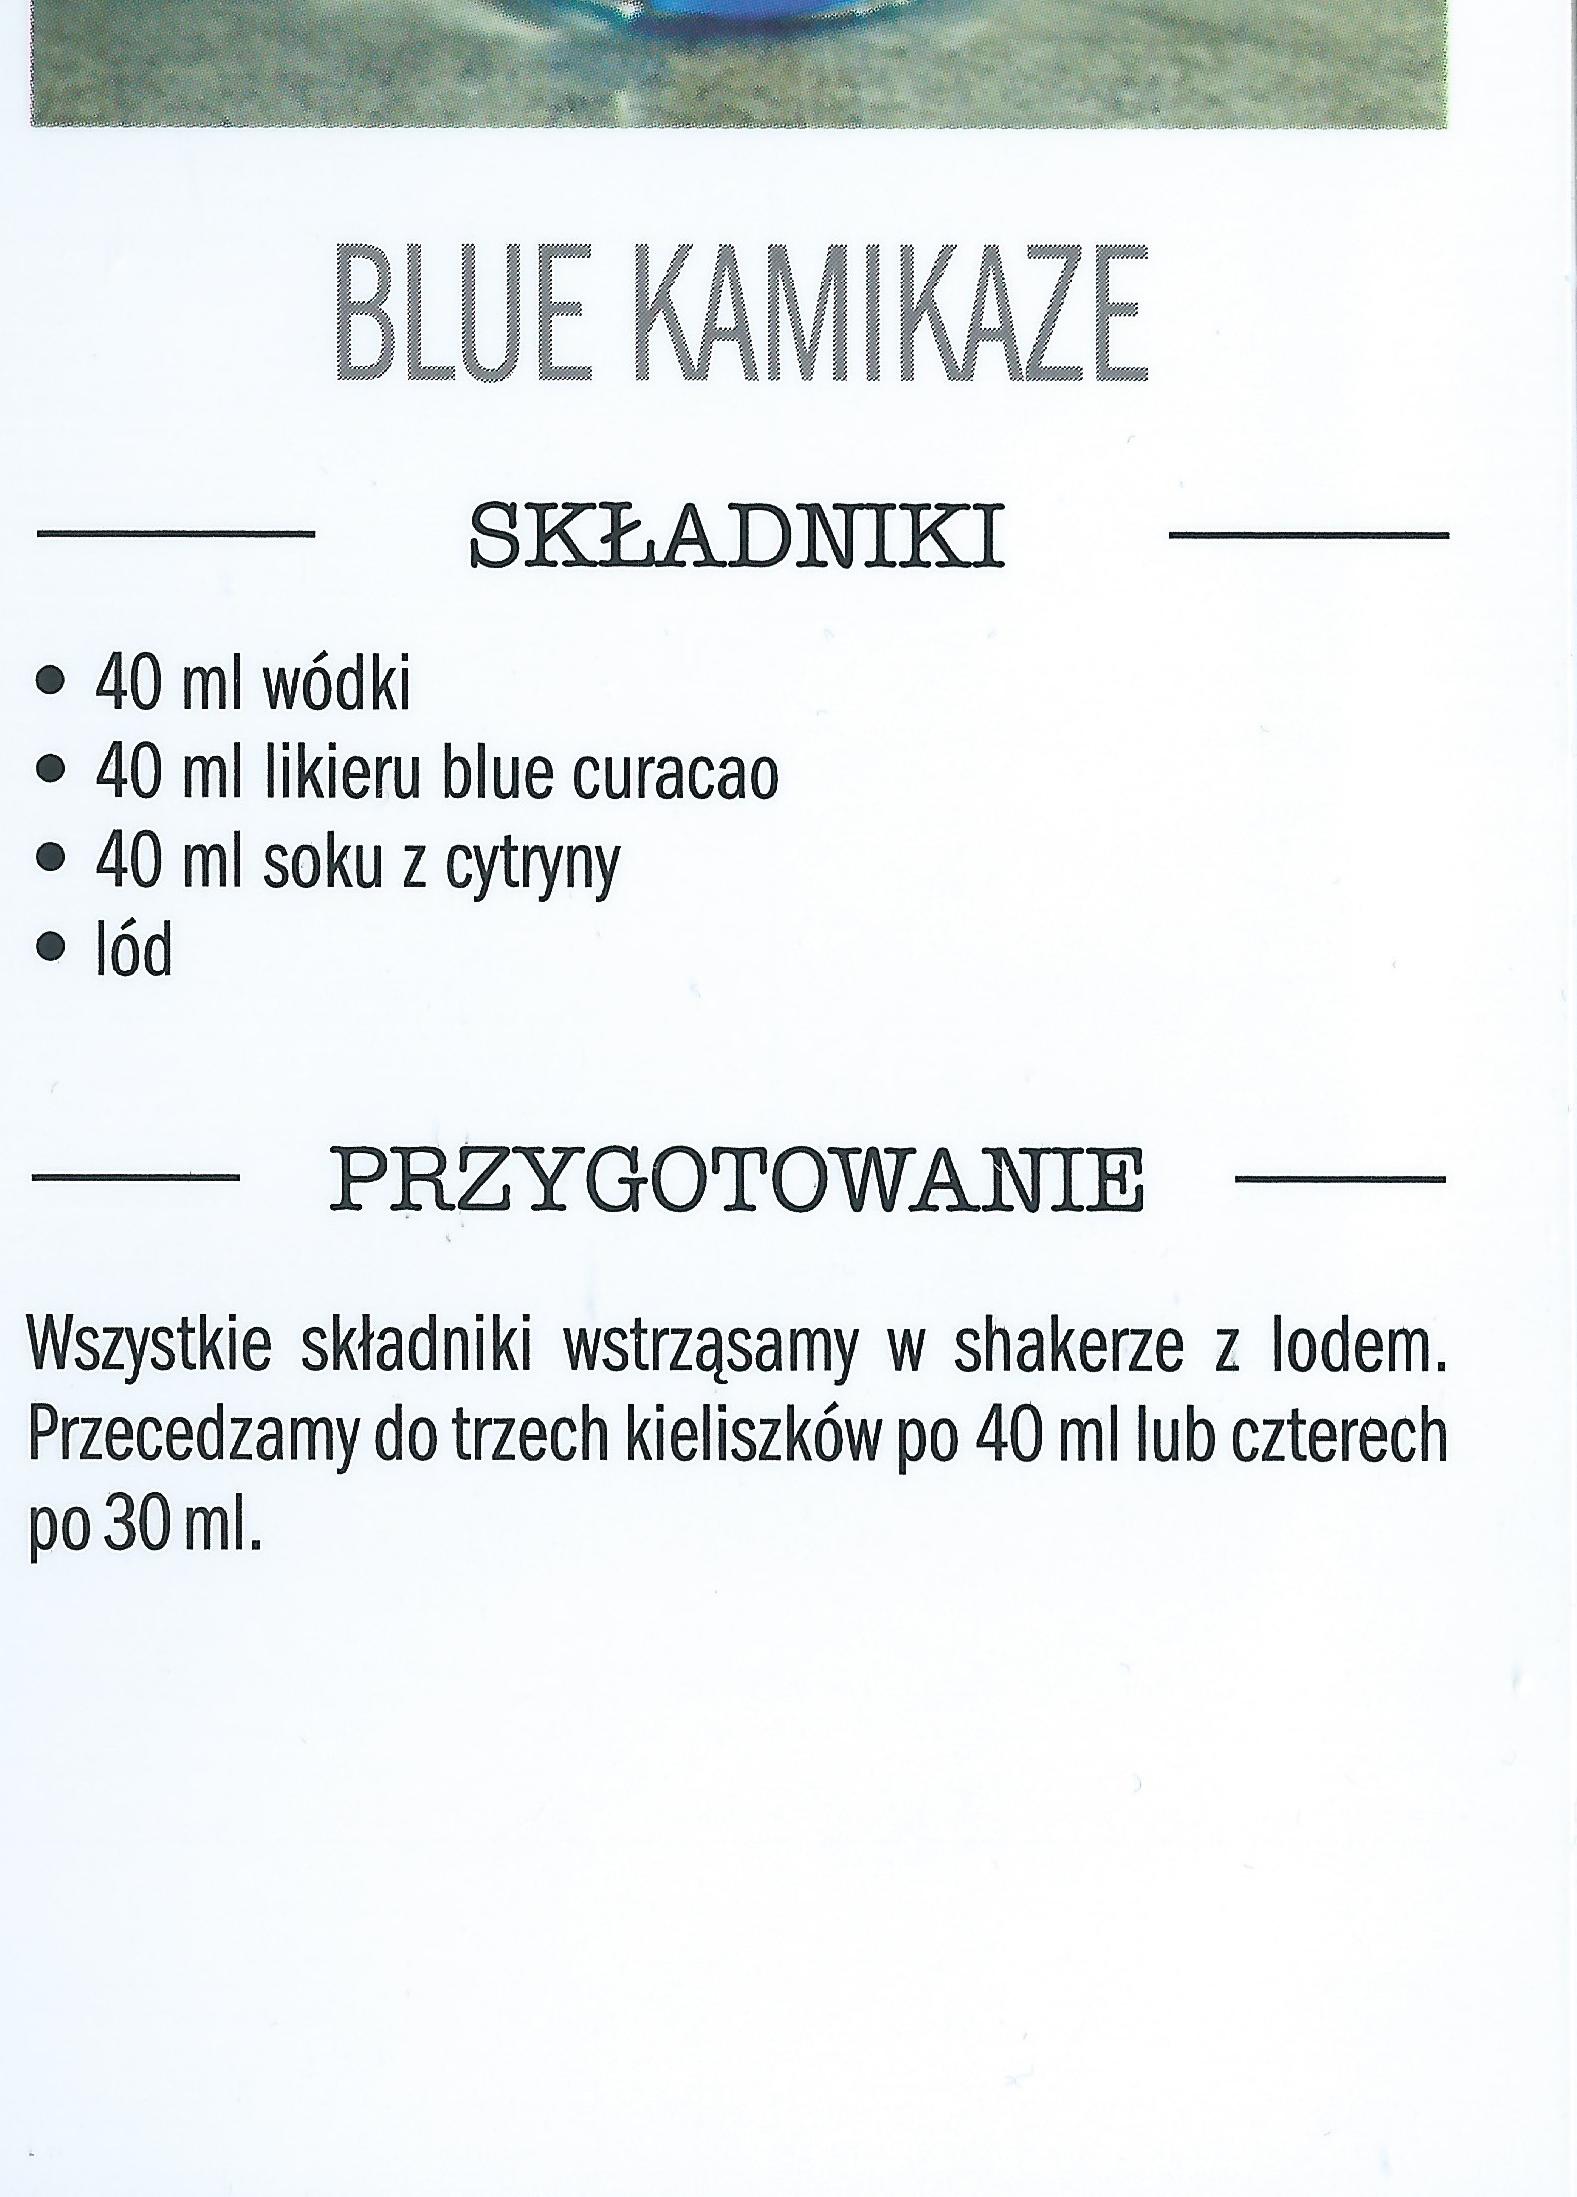 BLUE KAMIKAZE
SKŁADNIKI
• 40 ml wódki
• 40 ml likieru blue curacao
• 40 ml soku z cytryny
• lód
PRZYGOTOWANIE
Wszystkie składniki wstrząsamy w shakerze z lodem.
Przecedzamy do trzech kieliszków po 40 ml lub czterech
po 30 ml.